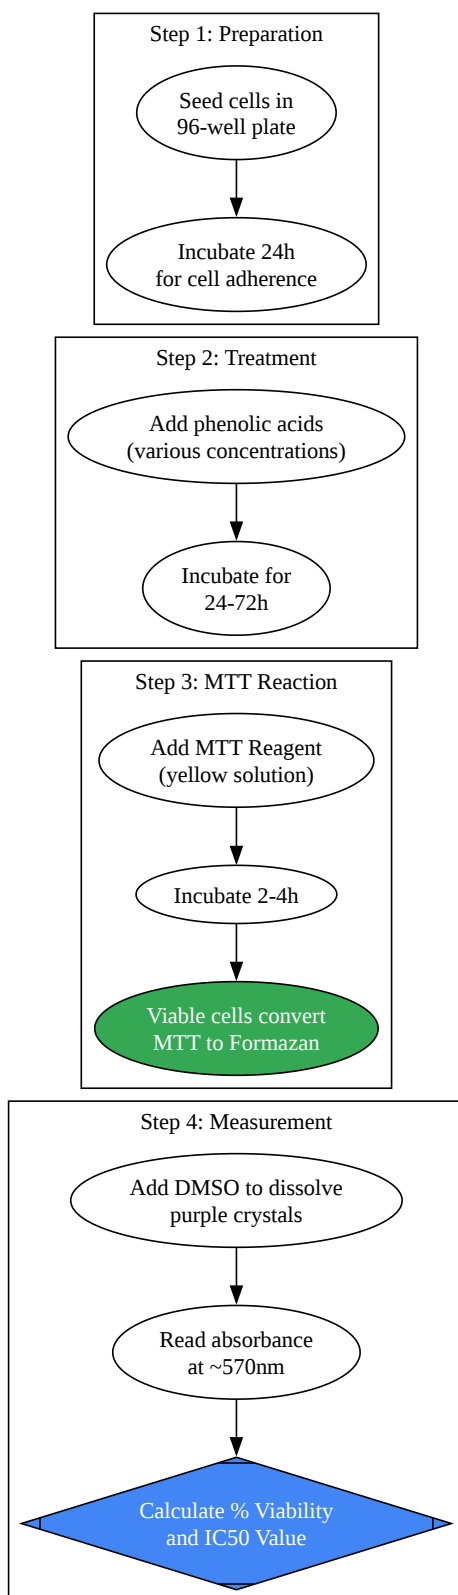 Step 1: Preparation
Seed cells in
96-well plate
Incubate 24h
for cell adherence
Step 2: Treatment
Add phenolic acids
(various concentrations)
Incubate for
24-72h
Step 3: MTT Reaction
Add MTT Reagent
(yellow solution)
Incubate 2-4h
Viable cells convert
MTT to Formazan
Step 4: Measurement
Add DMSO to dissolve
purple crystals
Read absorbance
at ~570nm
Calculate % Viability
and IC50 Value